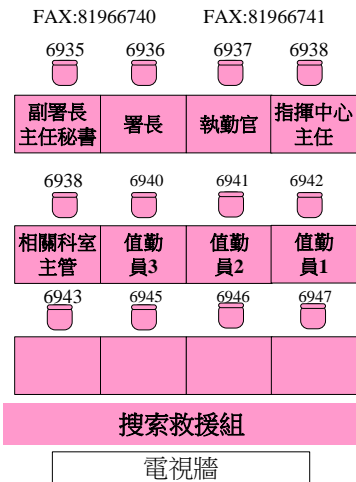 FAX:81966740 FAX:81966741
6935 6936 6937 6938
副署長 署長 執勤官 指揮中心
主任秘書 主任
6938 6940 6941 6942
相關科室 值勤 值勤 值勤
主管 員3 員2 員1
6943 6945 6946 6947
搜索救援組
電視牆